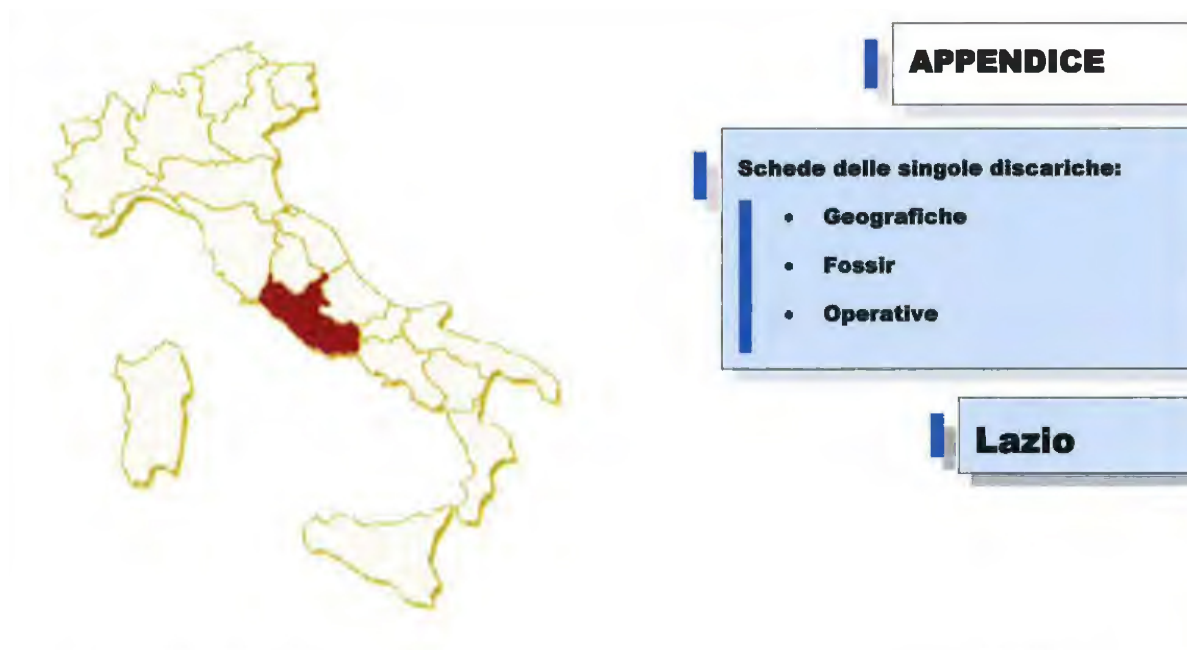 APPENDICE
Schede delle singole discariche:
• Geografiche
• Fossir
• Operative
Lazio